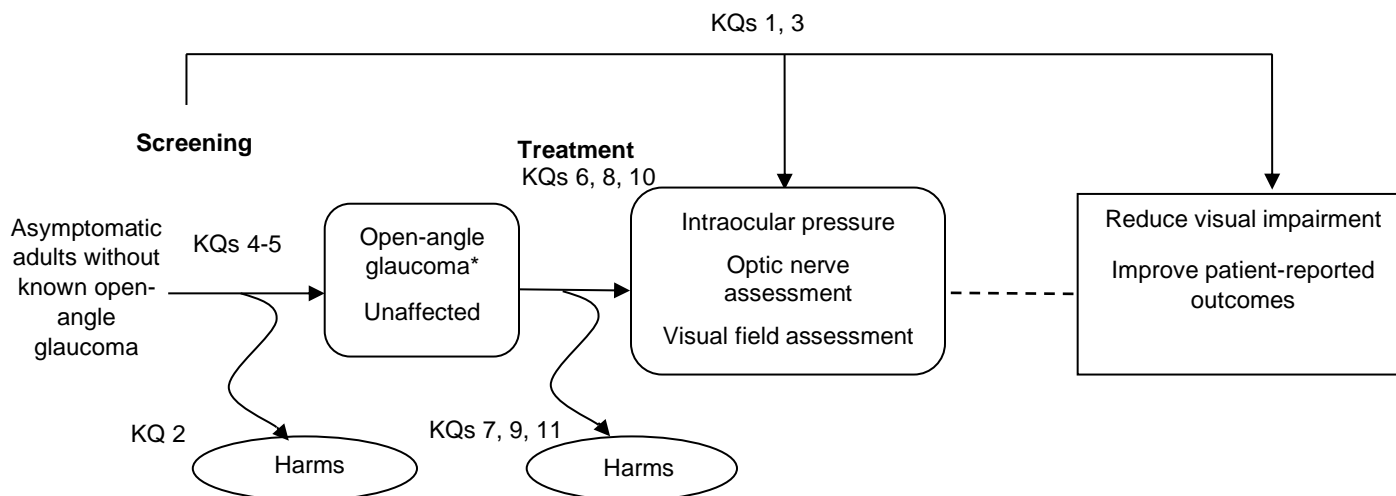 KQs 1, 3
Screening
Treatment
KQs 6, 8, 10
Asymptomatic
adults without
known open-
angle
glaucoma
KQs 4-5
Open-angle
glaucoma*
Unaffected
Intraocular pressure
Optic nerve
assessment
Visual field assessment
Reduce visual impairment
Improve patient-reported
outcomes
KQ 2
Harms
KQs 7, 9, 11
Harms